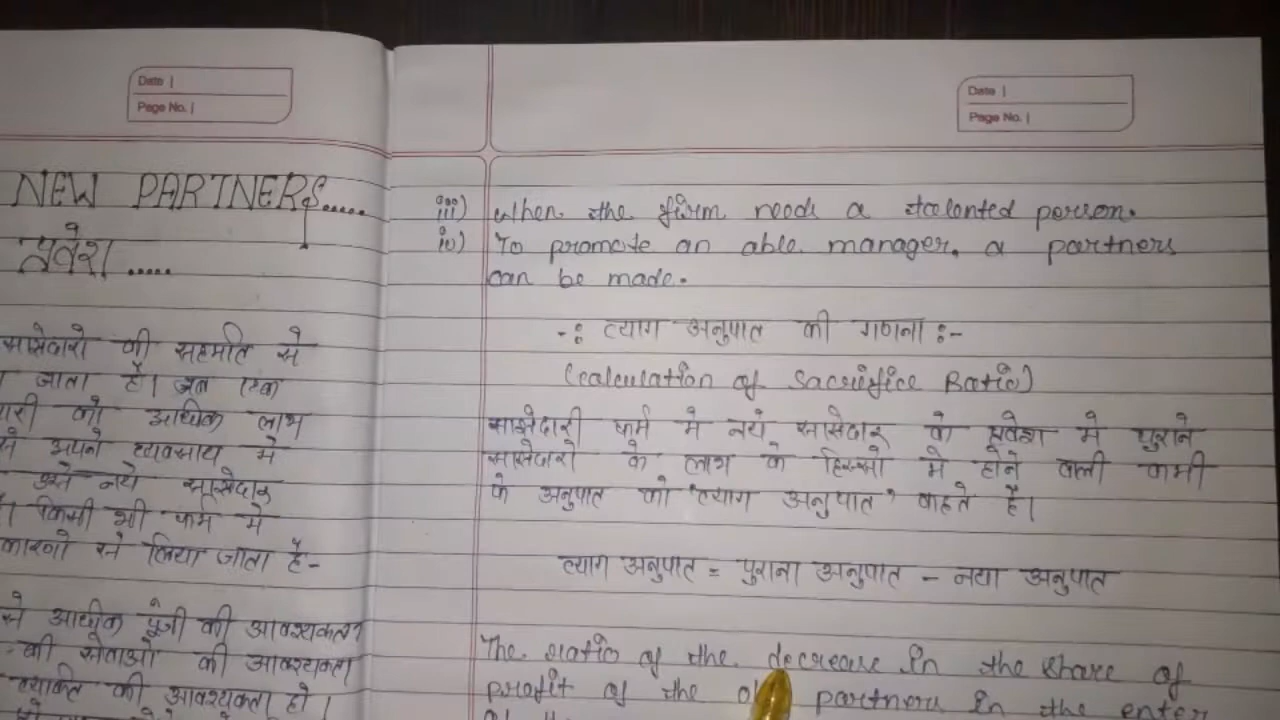 Date |
Page No. |
NEW PARTNERS.....
प्रवेश .....
साझेदारो की सहमति से
जाता है। जब एक
को अधिक लाभ
अपने व्यवसाय मे
उसे नये साझेदार
किसी भी फर्म मे
कारणो से लिया जाता है-
से अधिक पूंजी की आवश्यकता
की सेवाओ की आवश्यकता
व्यक्ति की आवश्यकता हो।
Date |
Page No. |
iii) When the firm needs a talented person.
iv) To promote an able manager. a partners
can be made.
-: त्याग अनुपात की गणना :-
(calculation of Sacrifice Ratio)
साझेदारी फर्म मे नये साझेदार के प्रवेश मे पुराने
साझेदारो के लाभ के हिस्सो मे होने वाली कमी
के अनुपात को 'त्याग अनुपात' कहते है।
त्याग अनुपात = पुराना अनुपात - नया अनुपात
The ratio of the decrease in the share of
profit of the partners in the enter